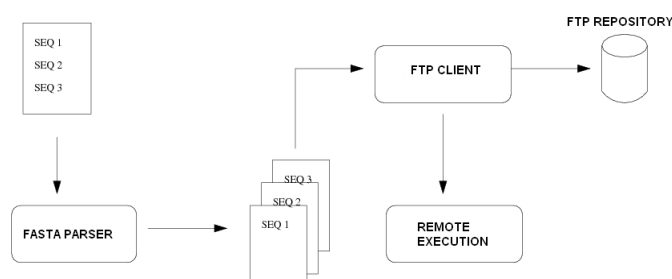 FTP REPOSITORY
SEQ 1
SEQ 2
SEQ 3
FTP CLIENT
SEQ 3
SEQ 2
SEQ 1
FASTA PARSER
REMOTE
EXECUTION